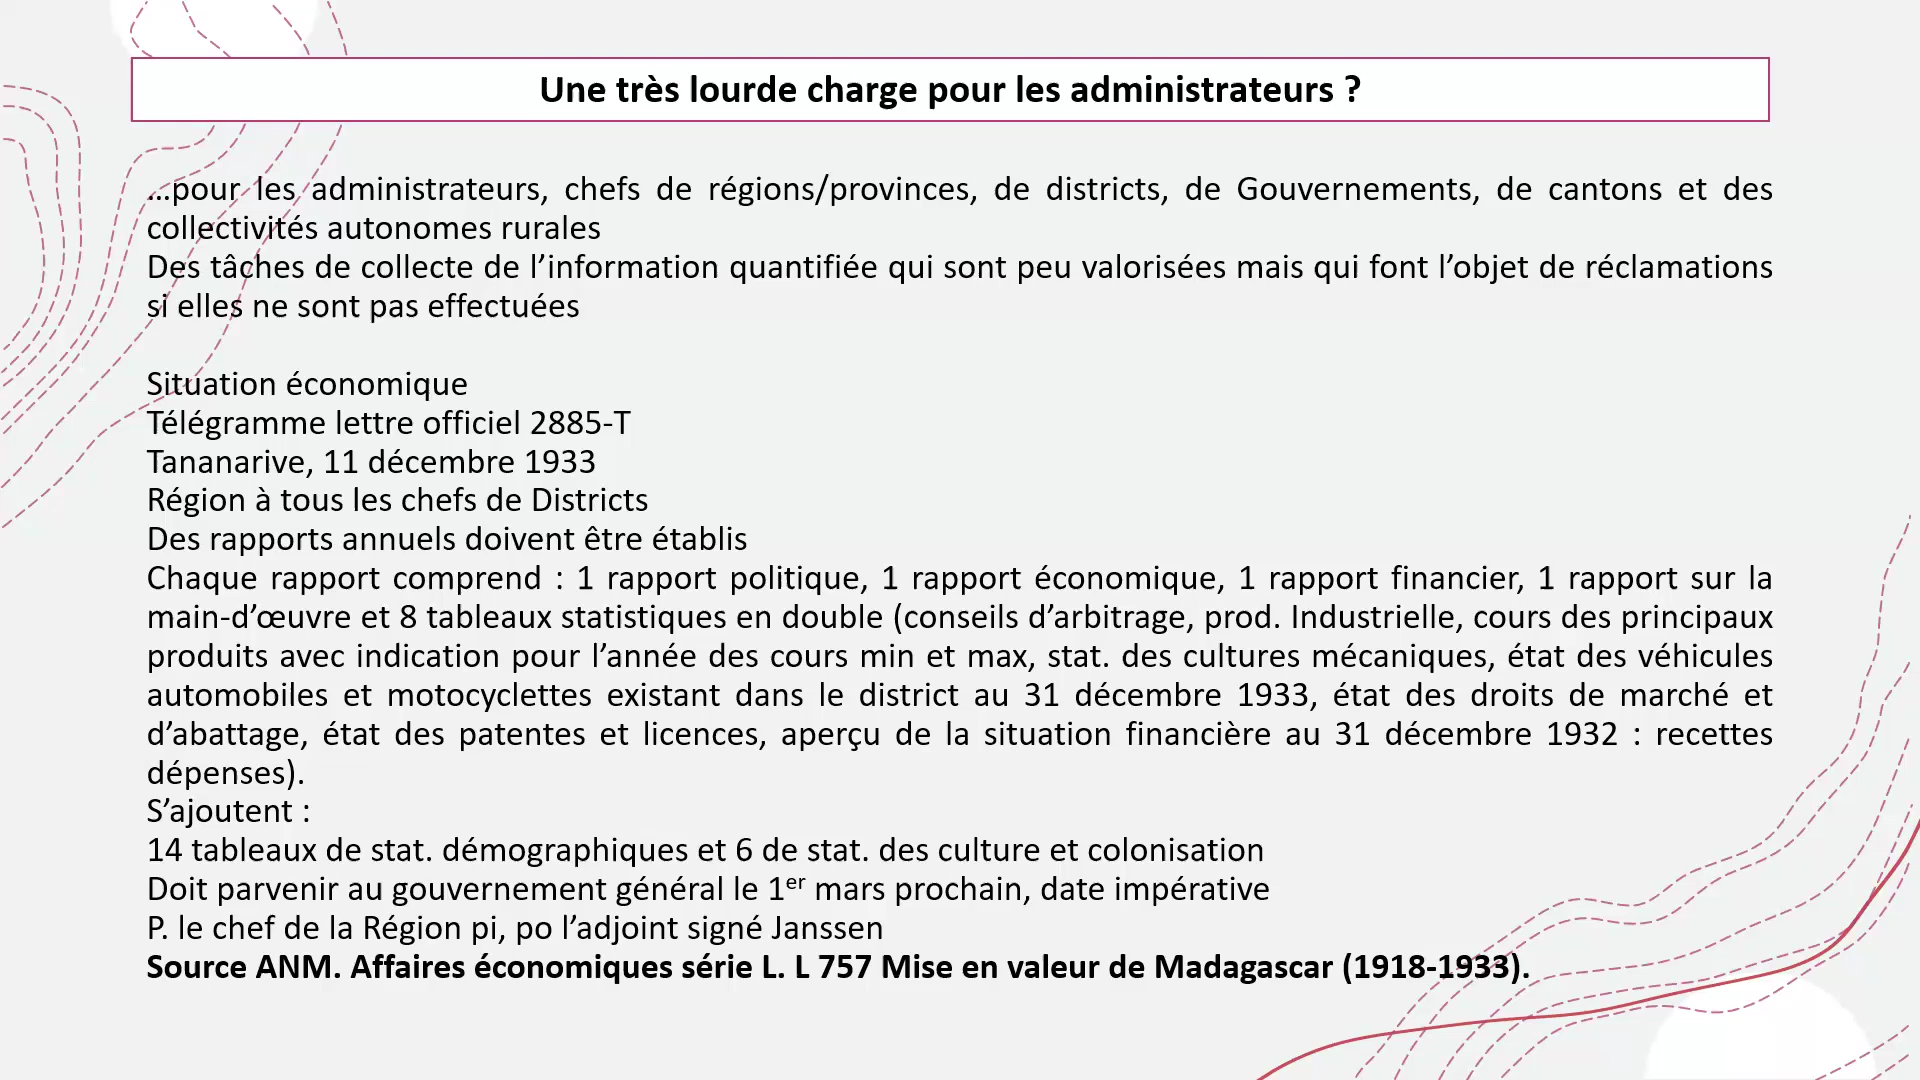 Une très lourde charge pour les administrateurs ?
...pour les administrateurs, chefs de régions/provinces, de districts, de Gouvernements, de cantons et des
collectivités autonomes rurales
Des tâches de collecte de l’information quantifiée qui sont peu valorisées mais qui font l’objet de réclamations
si elles ne sont pas effectuées
Situation économique
Télégramme lettre officiel 2885-T
Tananarive, 11 décembre 1933
Région à tous les chefs de Districts
Des rapports annuels doivent être établis
Chaque rapport comprend : 1 rapport politique, 1 rapport économique, 1 rapport financier, 1 rapport sur la
main-d’œuvre et 8 tableaux statistiques en double (conseils d’arbitrage, prod. Industrielle, cours des principaux
produits avec indication pour l’année des cours min et max, stat. des cultures mécaniques, état des véhicules
automobiles et motocyclettes existant dans le district au 31 décembre 1933, état des droits de marché et
d’abattage, état des patentes et licences, aperçu de la situation financière au 31 décembre 1932 : recettes
dépenses).
S’ajoutent :
14 tableaux de stat. démographiques et 6 de stat. des culture et colonisation
Doit parvenir au gouvernement général le 1er mars prochain, date impérative
P. le chef de la Région pi, po l’adjoint signé Janssen
Source ANM. Affaires économiques série L. L 757 Mise en valeur de Madagascar (1918-1933).